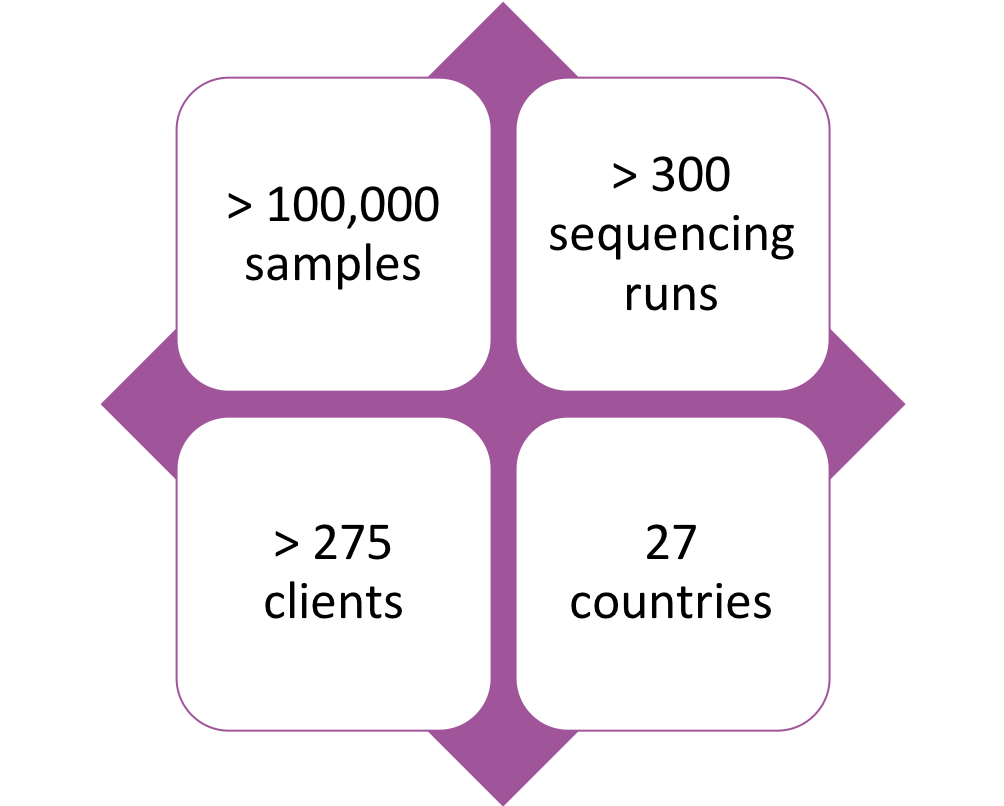 > 100,000
samples
> 300
sequencing
runs
> 275
clients
27
countries